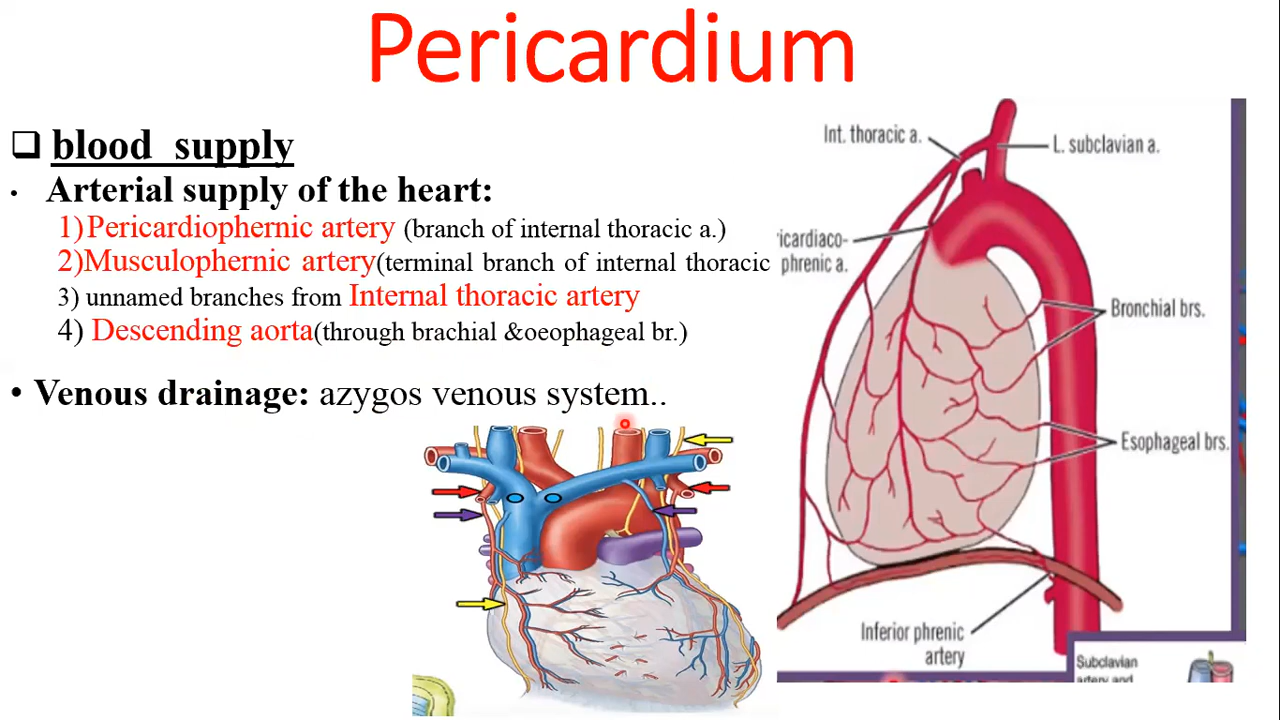 Pericardium
❑ blood supply
• Arterial supply of the heart:
1)Pericardiophernic artery (branch of internal thoracic a.)
2)Musculophernic artery(terminal branch of internal thoracic
3) unnamed branches from Internal thoracic artery
4) Descending aorta(through brachial &oeophageal br.)
• Venous drainage: azygos venous system..
Int. thoracic a.
L. subclavian a.
icardiaco-
phrenic a.
Bronchial brs.
Esophageal brs.
Inferior phrenic
artery
Subclavian
artery and